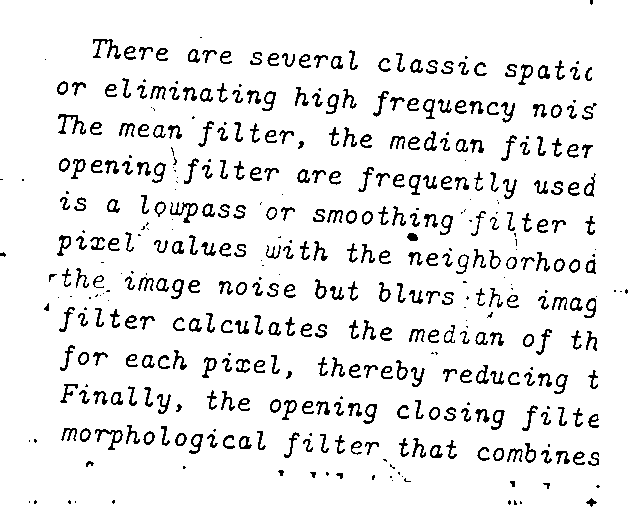 There are several classic spatic
or eliminating high frequency nois
The mean filter, the median filter
opening filter are frequently used
is a lowpass or smoothing filter t
pixel values with the neighborhood
the image noise but blurs the imag
filter calculates the median of th
for each pixel, thereby reducing t
Finally, the opening closing filte
morphological filter that combines